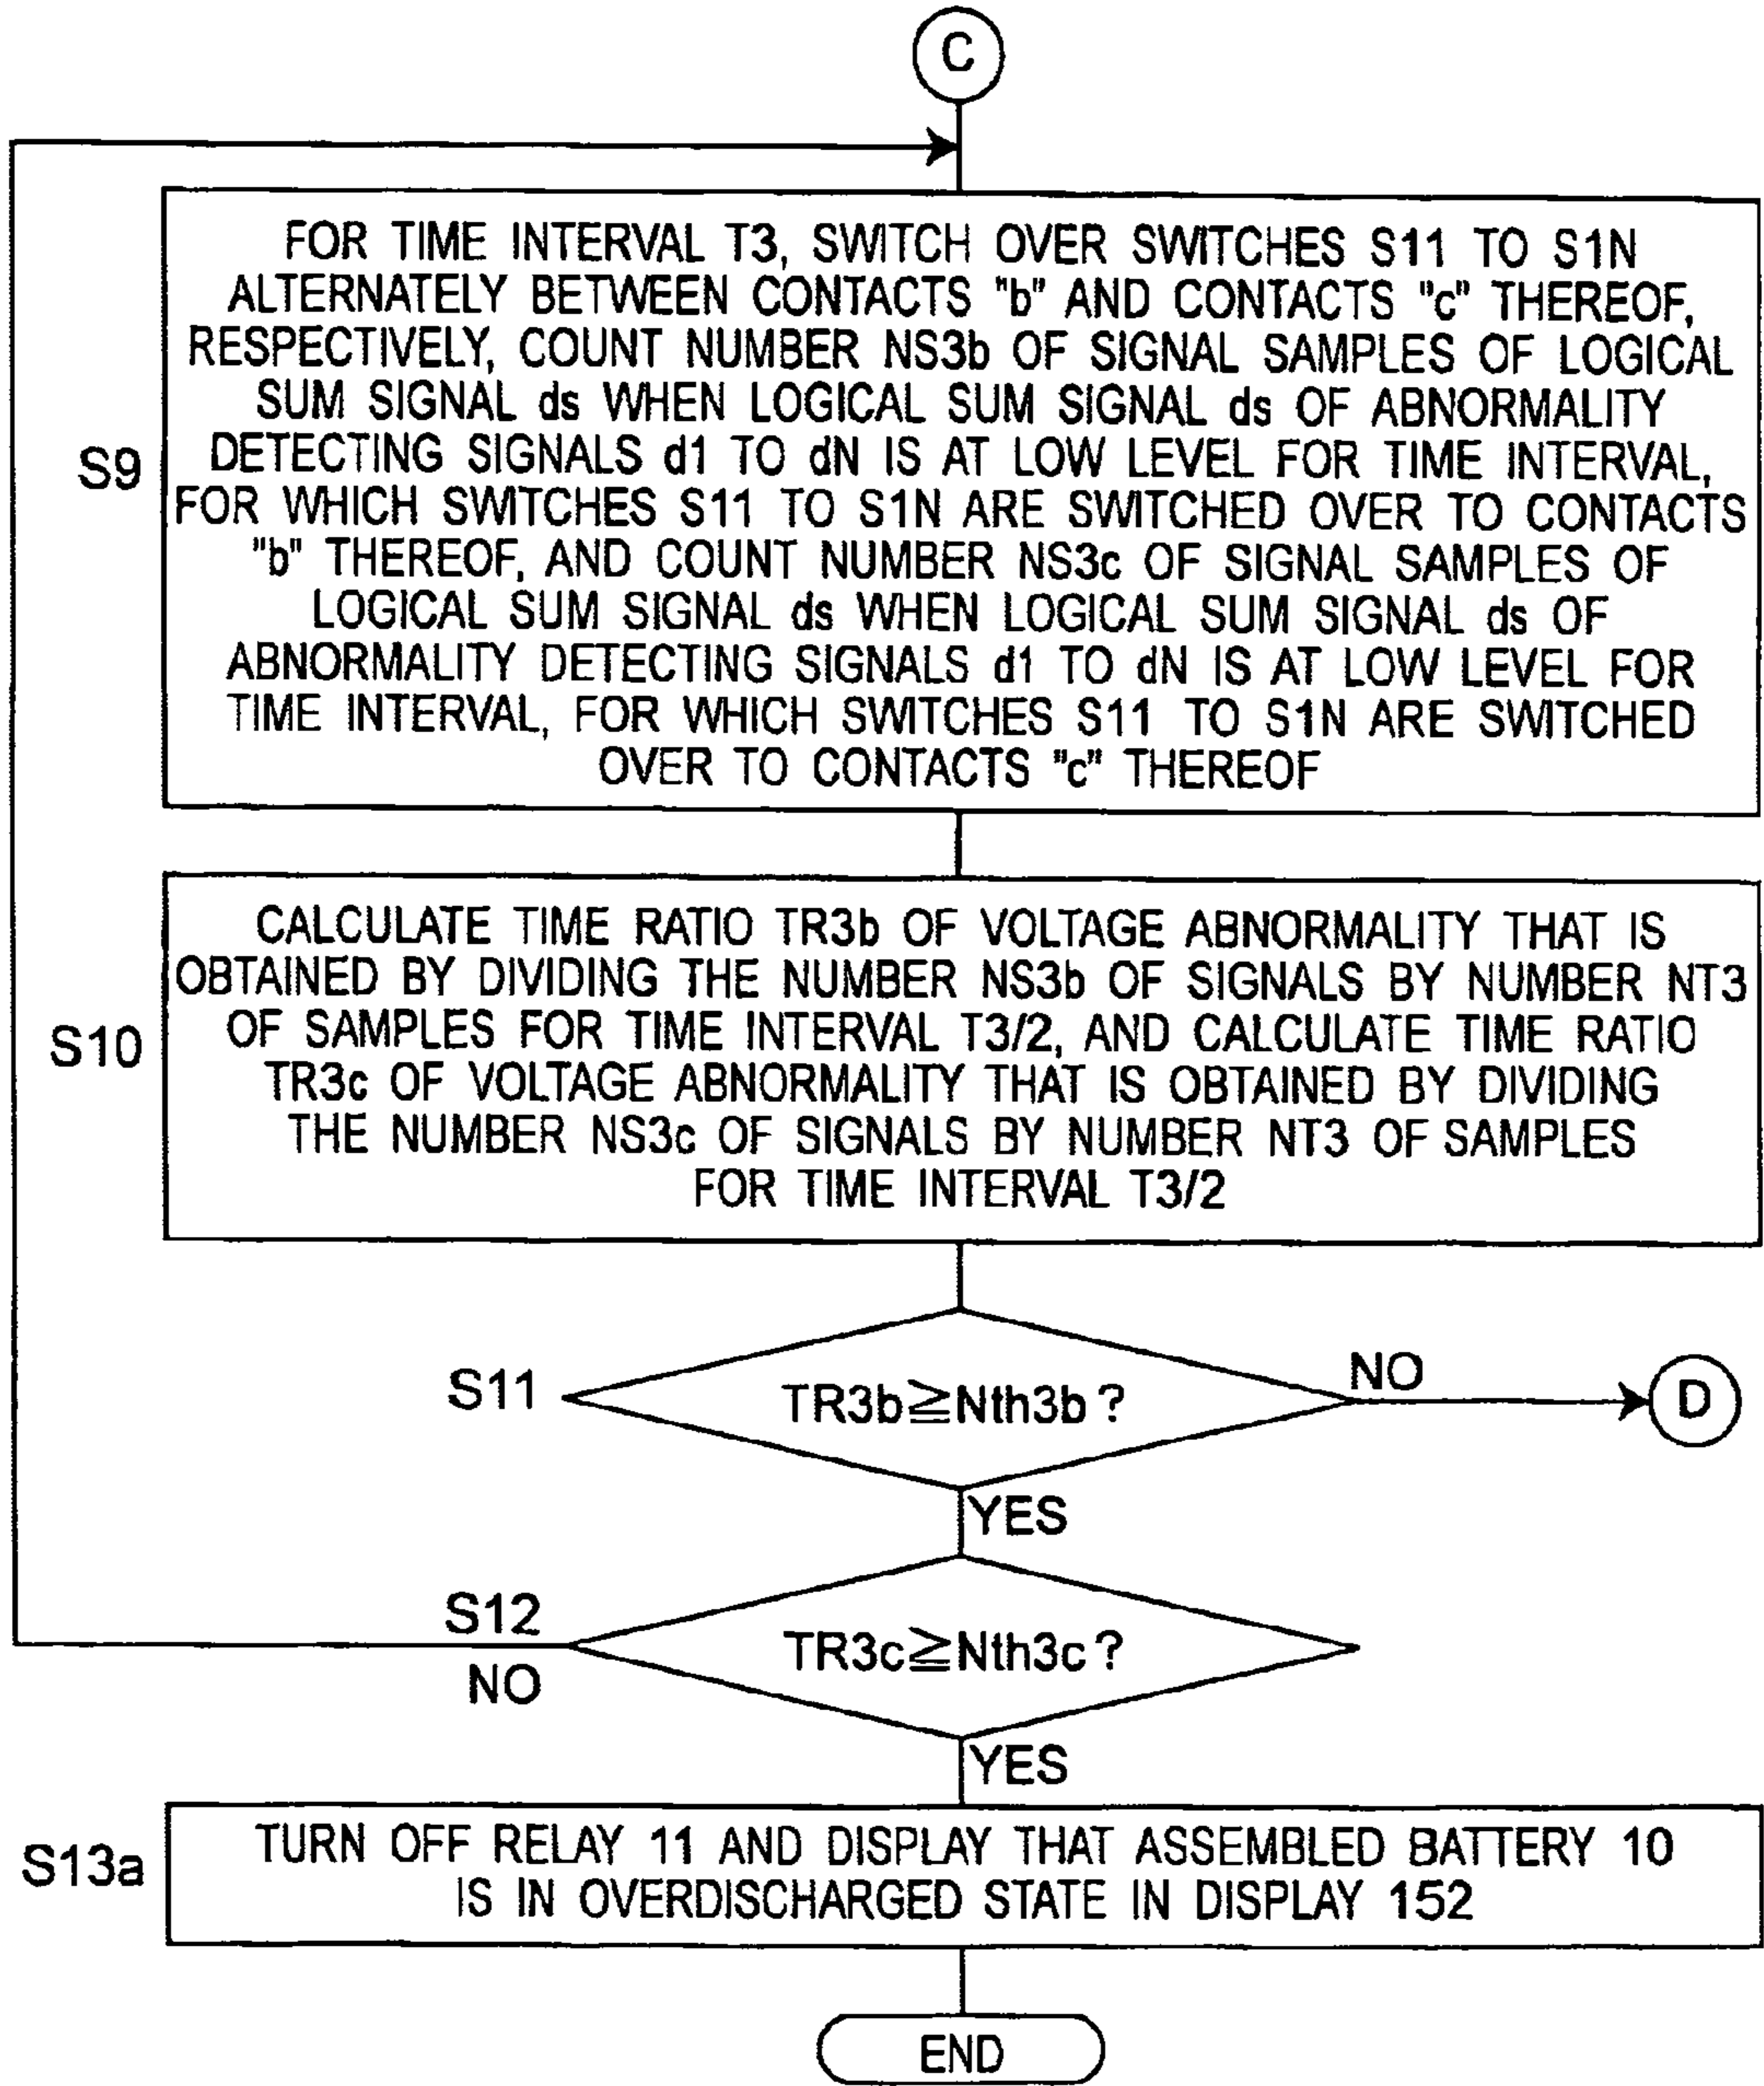 C
FOR TIME INTERVAL T3, SWITCH OVER SWITCHES S11 TO S1N
ALTERNATELY BETWEEN CONTACTS "b" AND CONTACTS "c" THEREOF,
RESPECTIVELY, COUNT NUMBER NS3b OF SIGNAL SAMPLES OF LOGICAL
SUM SIGNAL ds WHEN LOGICAL SUM SIGNAL ds OF ABNORMALITY
S9
DETECTING SIGNALS d1 TO dN IS AT LOW LEVEL FOR TIME INTERVAL,
FOR WHICH SWITCHES S11 TO S1N ARE SWITCHED OVER TO CONTACTS
"b" THEREOF, AND COUNT NUMBER NS3c OF SIGNAL SAMPLES OF
LOGICAL SUM SIGNAL ds WHEN LOGICAL SUM SIGNAL ds OF
ABNORMALITY DETECTING SIGNALS d1 TO dN IS AT LOW LEVEL FOR
TIME INTERVAL, FOR WHICH SWITCHES S11 TO S1N ARE SWITCHED
OVER TO CONTACTS "c" THEREOF
CALCULATE TIME RATIO TR3b OF VOLTAGE ABNORMALITY THAT IS
OBTAINED BY DIVIDING THE NUMBER NS3b OF SIGNALS BY NUMBER NT3
OF SAMPLES FOR TIME INTERVAL T3/2, AND CALCULATE TIME RATIO
S10
TR3c OF VOLTAGE ABNORMALITY THAT IS OBTAINED BY DIVIDING
THE NUMBER NS3c OF SIGNALS BY NUMBER NT3 OF SAMPLES
FOR TIME INTERVAL T3/2
S11
TR3b≧Nth3b?
NO
D
YES
S12
TR3c≧Nth3c?
NO
YES
S13a
TURN OFF RELAY 11 AND DISPLAY THAT ASSEMBLED BATTERY 10
IS IN OVERDISCHARGED STATE IN DISPLAY 152
END